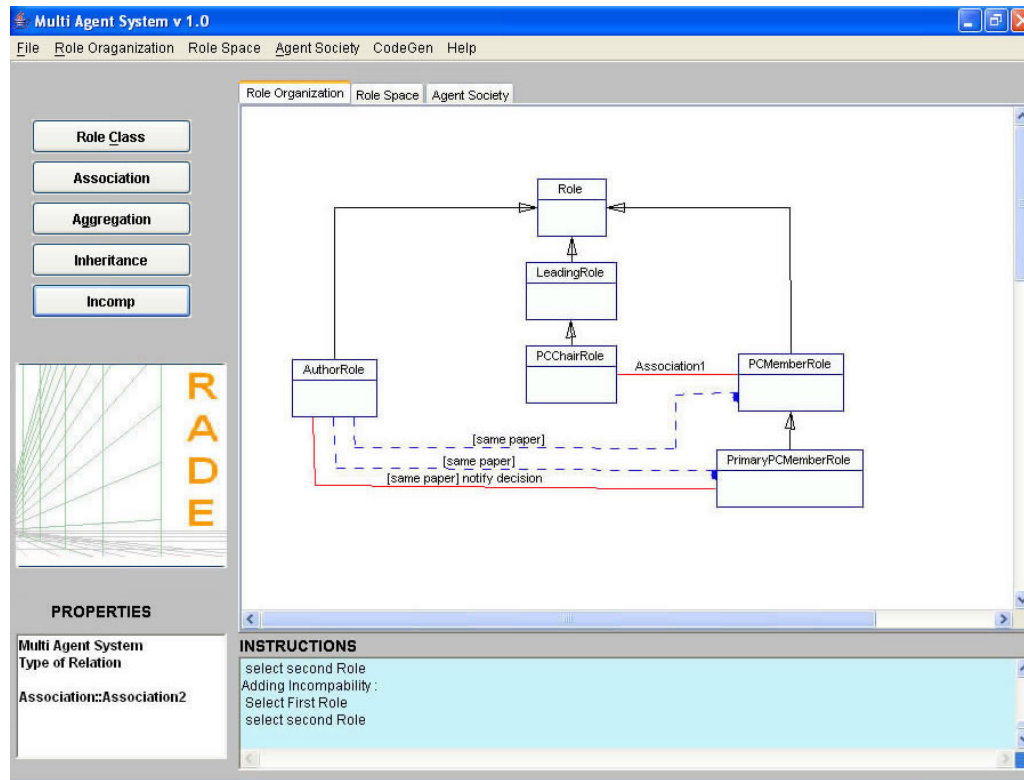 Multi Agent System v 1.0
File Role Oraganization Role Space Agent Society CodeGen Help
Role Organization Role Space Agent Society
Role Class
Association
Aggregation
Inheritance
Incomp
Role
LeadingRole
PCChairRole
Association1
PCMemberRole
AuthorRole
[same paper]
[same paper]
[same paper] notify decision
PrimaryPCMemberRole
R
A
D
E
PROPERTIES
Multi Agent System
Type of Relation
Association::Association2
INSTRUCTIONS
select second Role
Adding Incompability :
Select First Role
select second Role